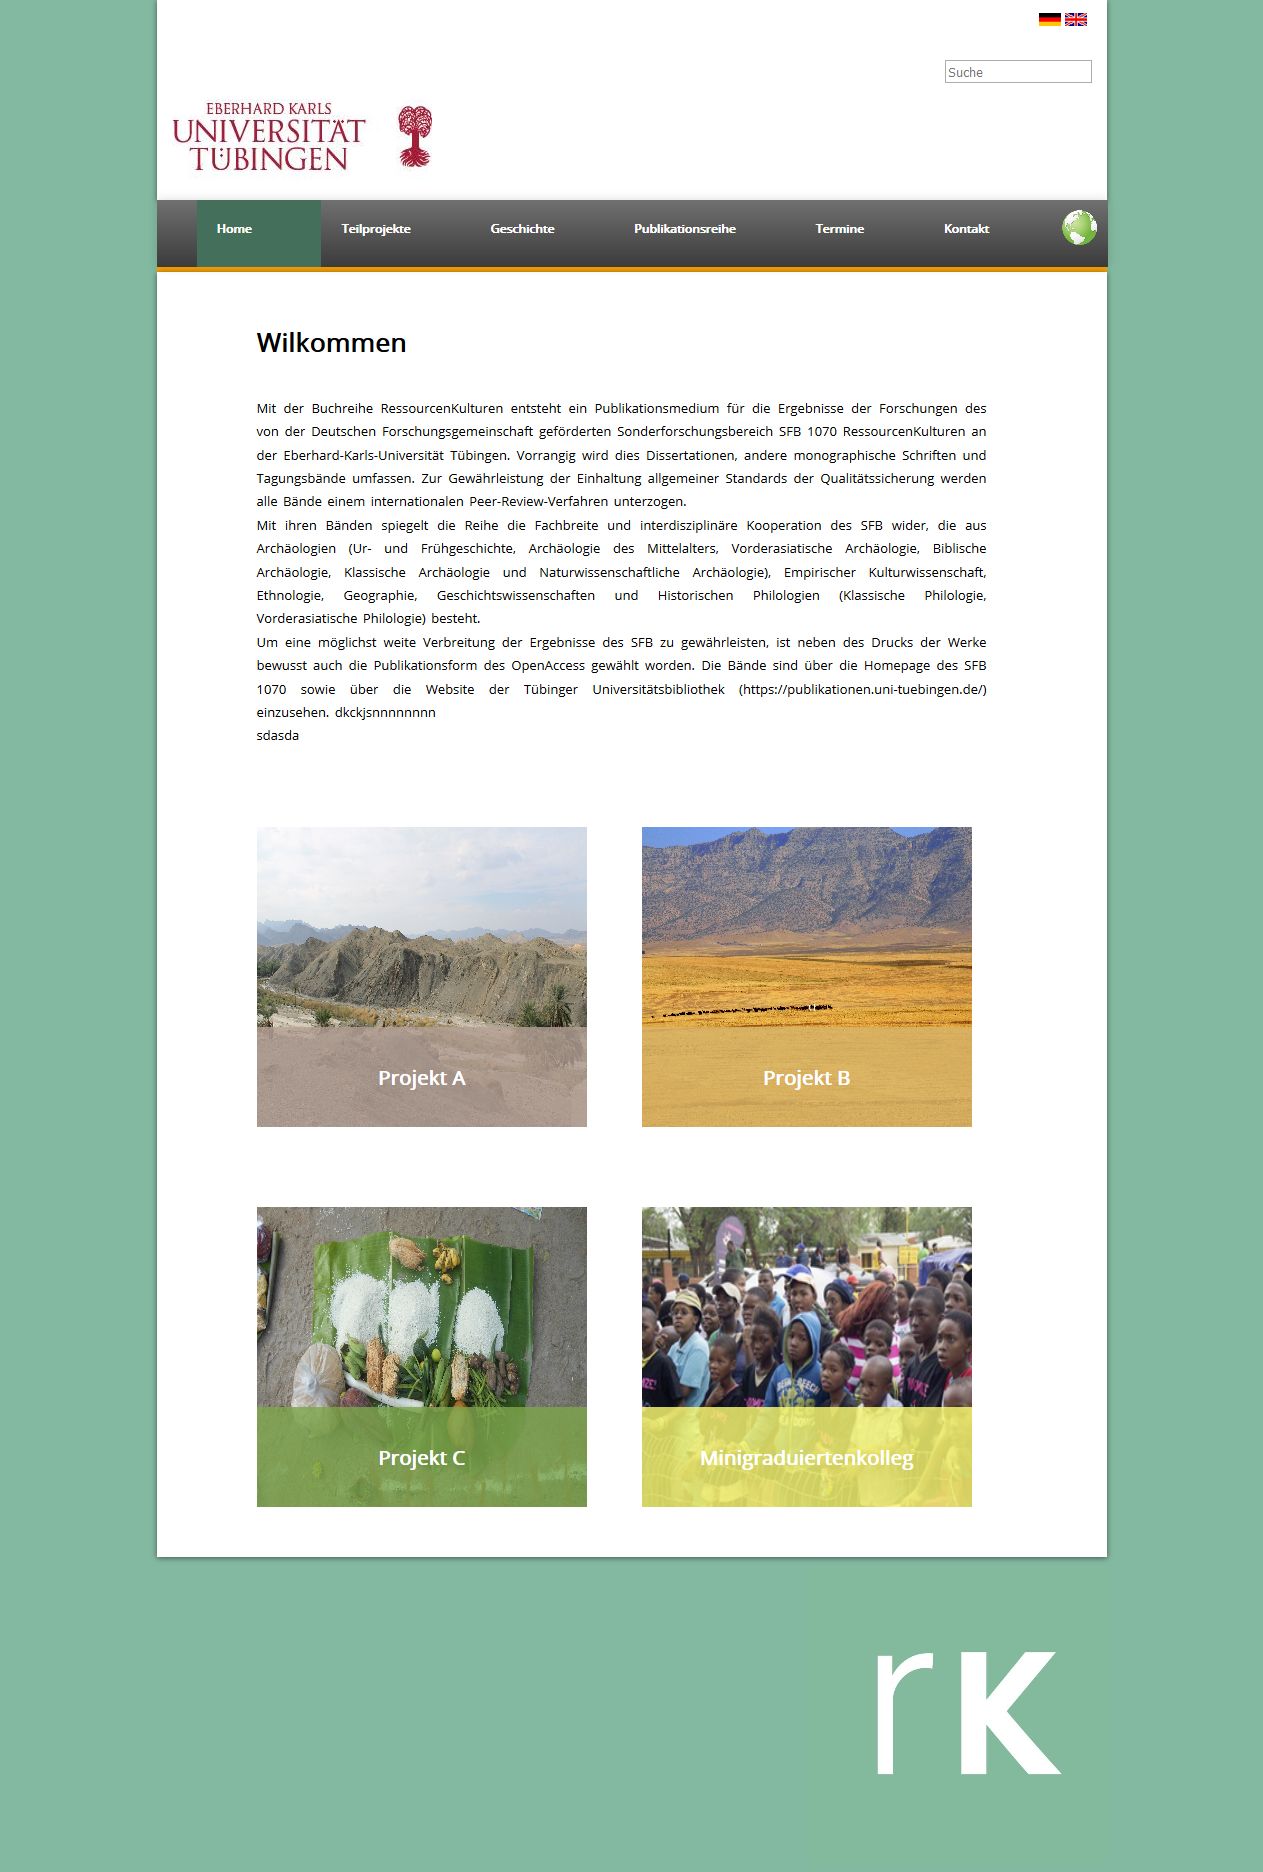 Suche
EBERHARD KARLS
UNIVERSITÄT
TÜBINGEN
Home Teilprojekte Geschichte Publikationsreihe Termine Kontakt
Wilkommen
Mit der Buchreihe RessourcenKulturen entsteht ein Publikationsmedium für die Ergebnisse der Forschungen des
von der Deutschen Forschungsgemeinschaft geförderten Sonderforschungsbereich SFB 1070 RessourcenKulturen an
der Eberhard-Karls-Universität Tübingen. Vorrangig wird dies Dissertationen, andere monographische Schriften und
Tagungsbände umfassen. Zur Gewährleistung der Einhaltung allgemeiner Standards der Qualitätssicherung werden
alle Bände einem internationalen Peer-Review-Verfahren unterzogen.
Mit ihren Bänden spiegelt die Reihe die Fachbreite und interdisziplinäre Kooperation des SFB wider, die aus
Archäologien (Ur- und Frühgeschichte, Archäologie des Mittelalters, Vorderasiatische Archäologie, Biblische
Archäologie, Klassische Archäologie und Naturwissenschaftliche Archäologie), Empirischer Kulturwissenschaft,
Ethnologie, Geographie, Geschichtswissenschaften und Historischen Philologien (Klassische Philologie,
Vorderasiatische Philologie) besteht.
Um eine möglichst weite Verbreitung der Ergebnisse des SFB zu gewährleisten, ist neben des Drucks der Werke
bewusst auch die Publikationsform des OpenAccess gewählt worden. Die Bände sind über die Homepage des SFB
1070 sowie über die Website der Tübinger Universitätsbibliothek (https://publikationen.uni-tuebingen.de/)
einzusehen. dkckjsnnnnnnnn
sdasda
Projekt A
Projekt B
Projekt C
Minigraduiertenkolleg
rK